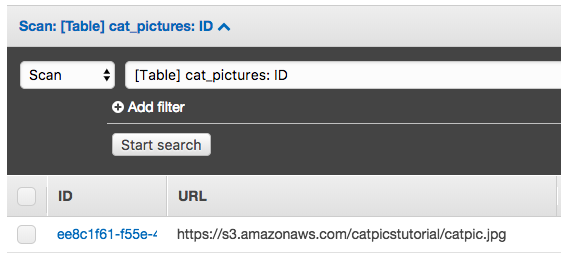 Scan: [Table] cat_pictures: ID
Scan [Table] cat_pictures: ID
Add filter
Start search
ID URL
ee8c1f61-f55e-4 https://s3.amazonaws.com/catpicstutorial/catpic.jpg